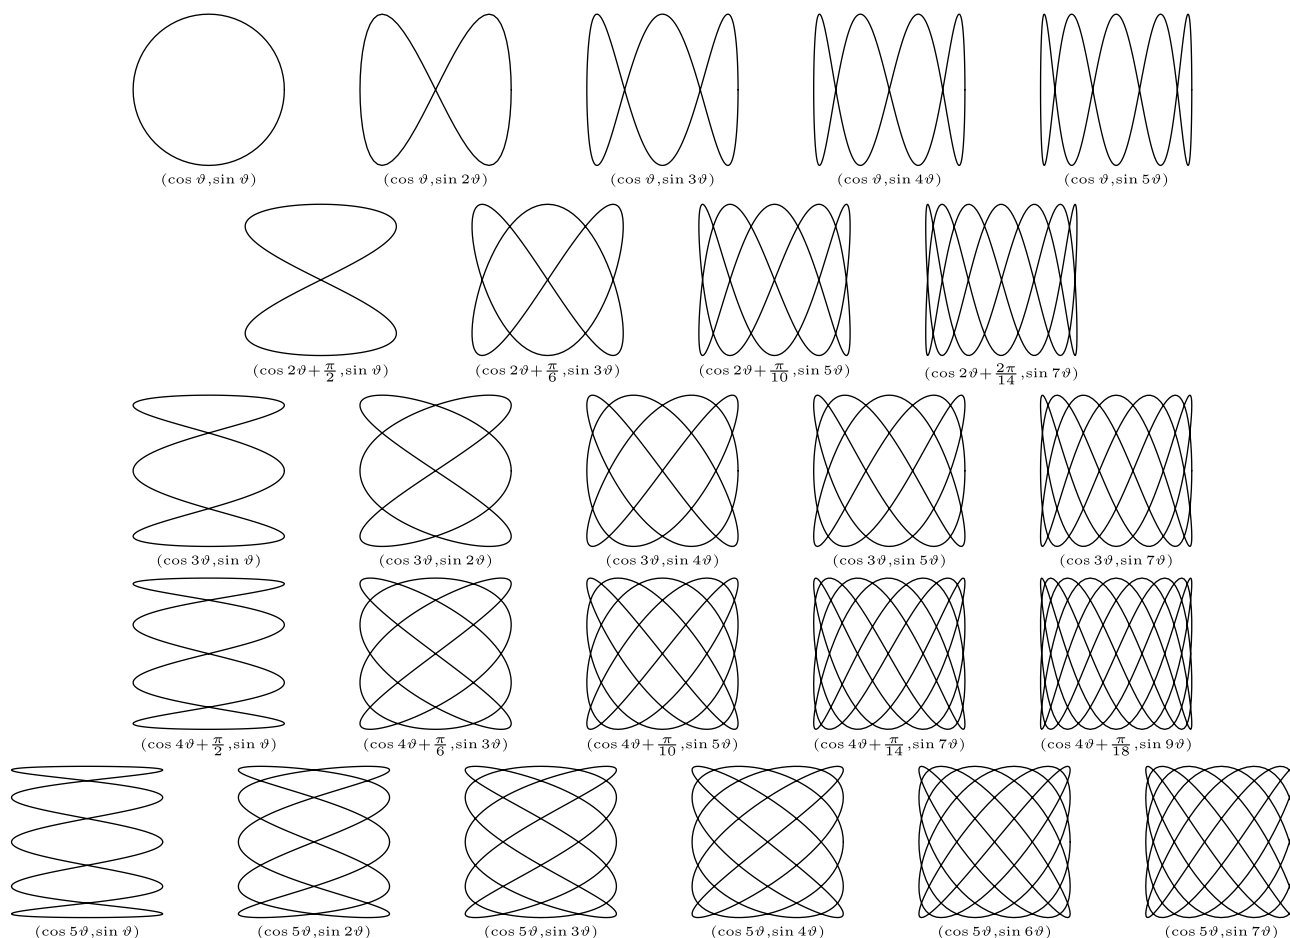 (cos ϑ,sin ϑ) (cos ϑ,sin 2ϑ) (cos ϑ,sin 3ϑ) (cos ϑ,sin 4ϑ) (cos ϑ,sin 5ϑ)
(cos 2ϑ+π/2,sin ϑ) (cos 2ϑ+π/6,sin 3ϑ) (cos 2ϑ+π/10,sin 5ϑ) (cos 2ϑ+2π/14,sin 7ϑ)
(cos 3ϑ,sin ϑ) (cos 3ϑ,sin 2ϑ) (cos 3ϑ,sin 4ϑ) (cos 3ϑ,sin 5ϑ) (cos 3ϑ,sin 7ϑ)
(cos 4ϑ+π/2,sin ϑ) (cos 4ϑ+π/6,sin 3ϑ) (cos 4ϑ+π/10,sin 5ϑ) (cos 4ϑ+π/14,sin 7ϑ) (cos 4ϑ+π/18,sin 9ϑ)
(cos 5ϑ,sin ϑ) (cos 5ϑ,sin 2ϑ) (cos 5ϑ,sin 3ϑ) (cos 5ϑ,sin 4ϑ) (cos 5ϑ,sin 6ϑ) (cos 5ϑ,sin 7ϑ)